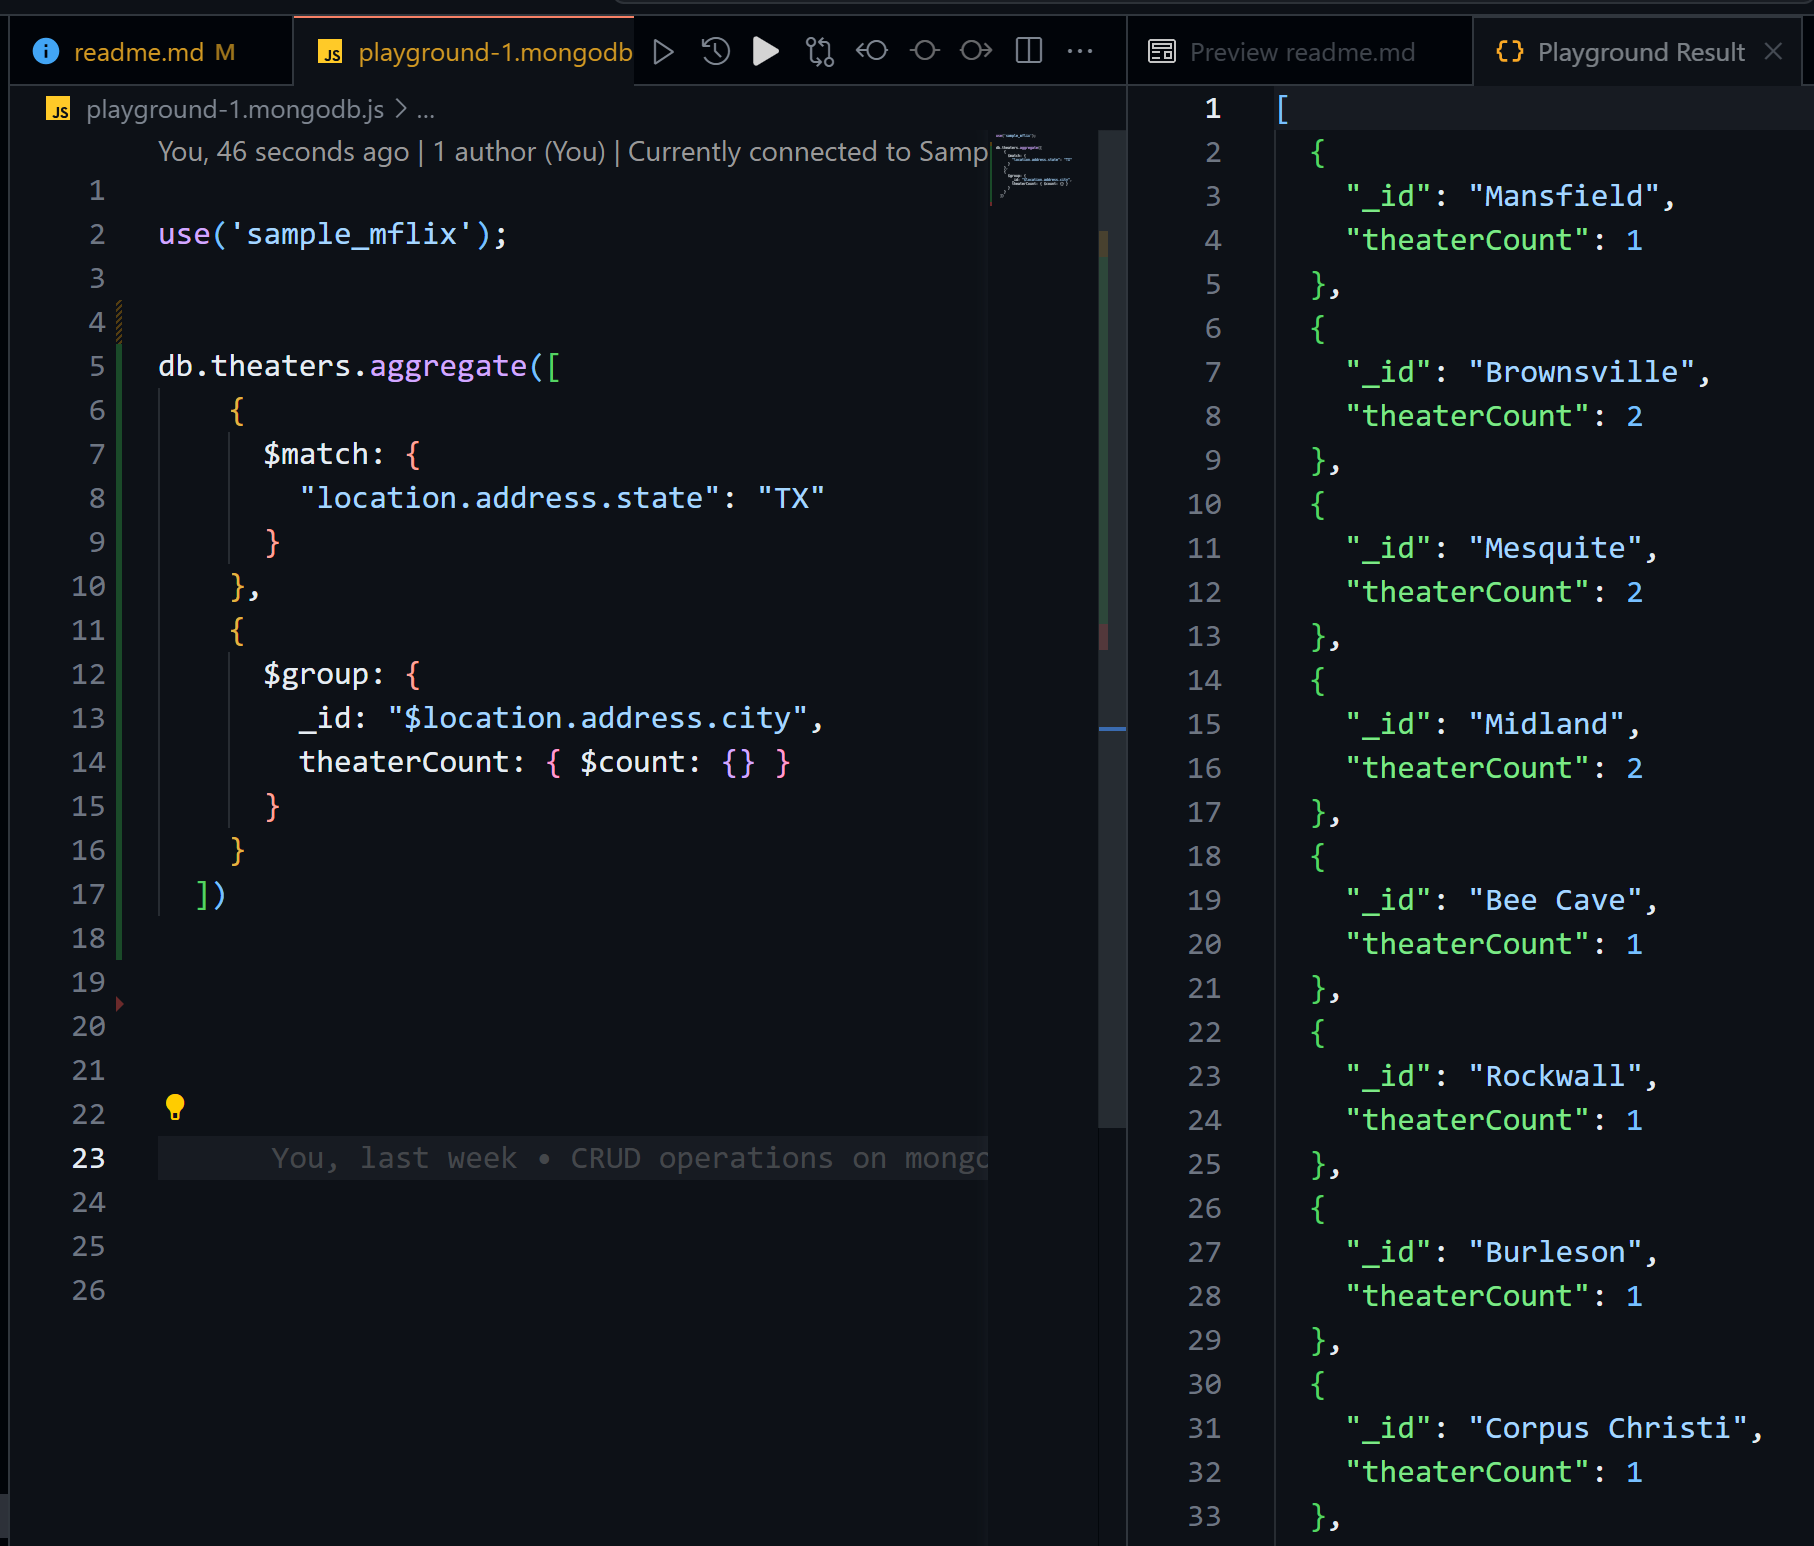 readme.md M
JS playground-1.mongodb
Preview readme.md
{} Playground Result
JS playground-1.mongodb.js > ...
You, 46 seconds ago | 1 author (You) | Currently connected to Samp
1
2 use('sample_mflix');
3
4
5 db.theaters.aggregate([
6 {
7 $match: {
8 "location.address.state": "TX"
9 }
10 },
11 {
12 $group: {
13 _id: "$location.address.city",
14 theaterCount: { $count: {} }
15 }
16 }
17 ])
18
19
20
21
22
23 You, last week • CRUD operations on mongo
24
25
26
1 [
2 {
3 "_id": "Mansfield",
4 "theaterCount": 1
5 },
6 {
7 "_id": "Brownsville",
8 "theaterCount": 2
9 },
10 {
11 "_id": "Mesquite",
12 "theaterCount": 2
13 },
14 {
15 "_id": "Midland",
16 "theaterCount": 2
17 },
18 {
19 "_id": "Bee Cave",
20 "theaterCount": 1
21 },
22 {
23 "_id": "Rockwall",
24 "theaterCount": 1
25 },
26 {
27 "_id": "Burleson",
28 "theaterCount": 1
29 },
30 {
31 "_id": "Corpus Christi",
32 "theaterCount": 1
33 },